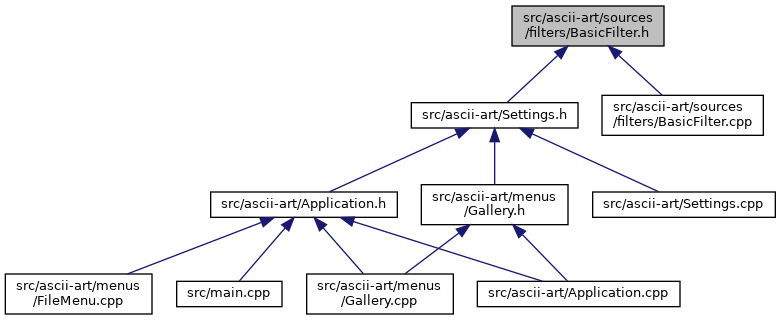 src/ascii-art/sources
/filters/BasicFilter.h
src/ascii-art/Settings.h
src/ascii-art/sources
/filters/BasicFilter.cpp
src/ascii-art/Application.h
src/ascii-art/menus
/Gallery.h
src/ascii-art/Settings.cpp
src/ascii-art/menus
/FileMenu.cpp
src/main.cpp
src/ascii-art/menus
/Gallery.cpp
src/ascii-art/Application.cpp